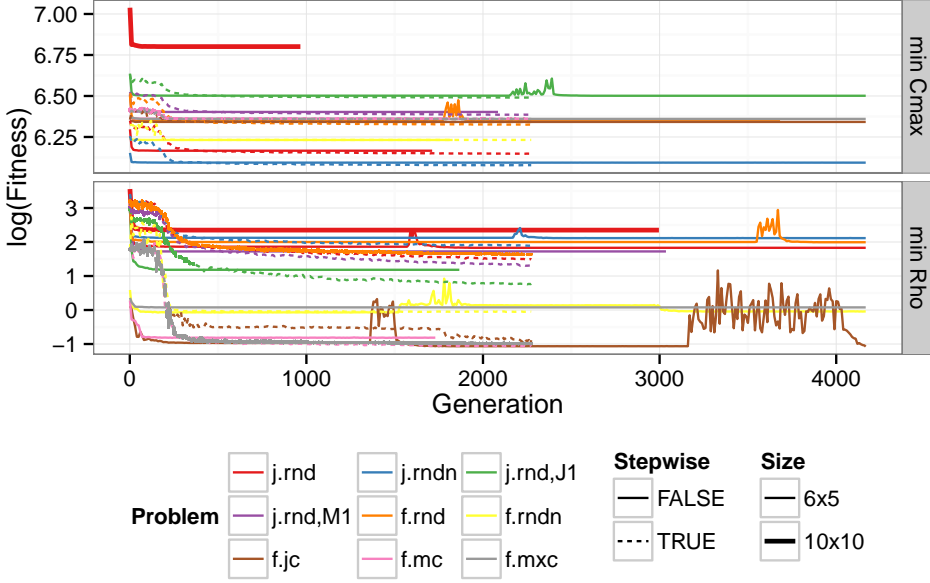 7.00
6.75
6.50
6.25
min Cmax
log(Fitness)
3
2
1
0
−1
min Rho
0
1000
2000
3000
4000
Generation
Problem
j.rnd
j.rndn
j.rnd,J1
j.rnd,M1
f.rnd
f.rndn
f.jc
f.mc
f.mxc
Stepwise
FALSE
TRUE
Size
6x5
10x10